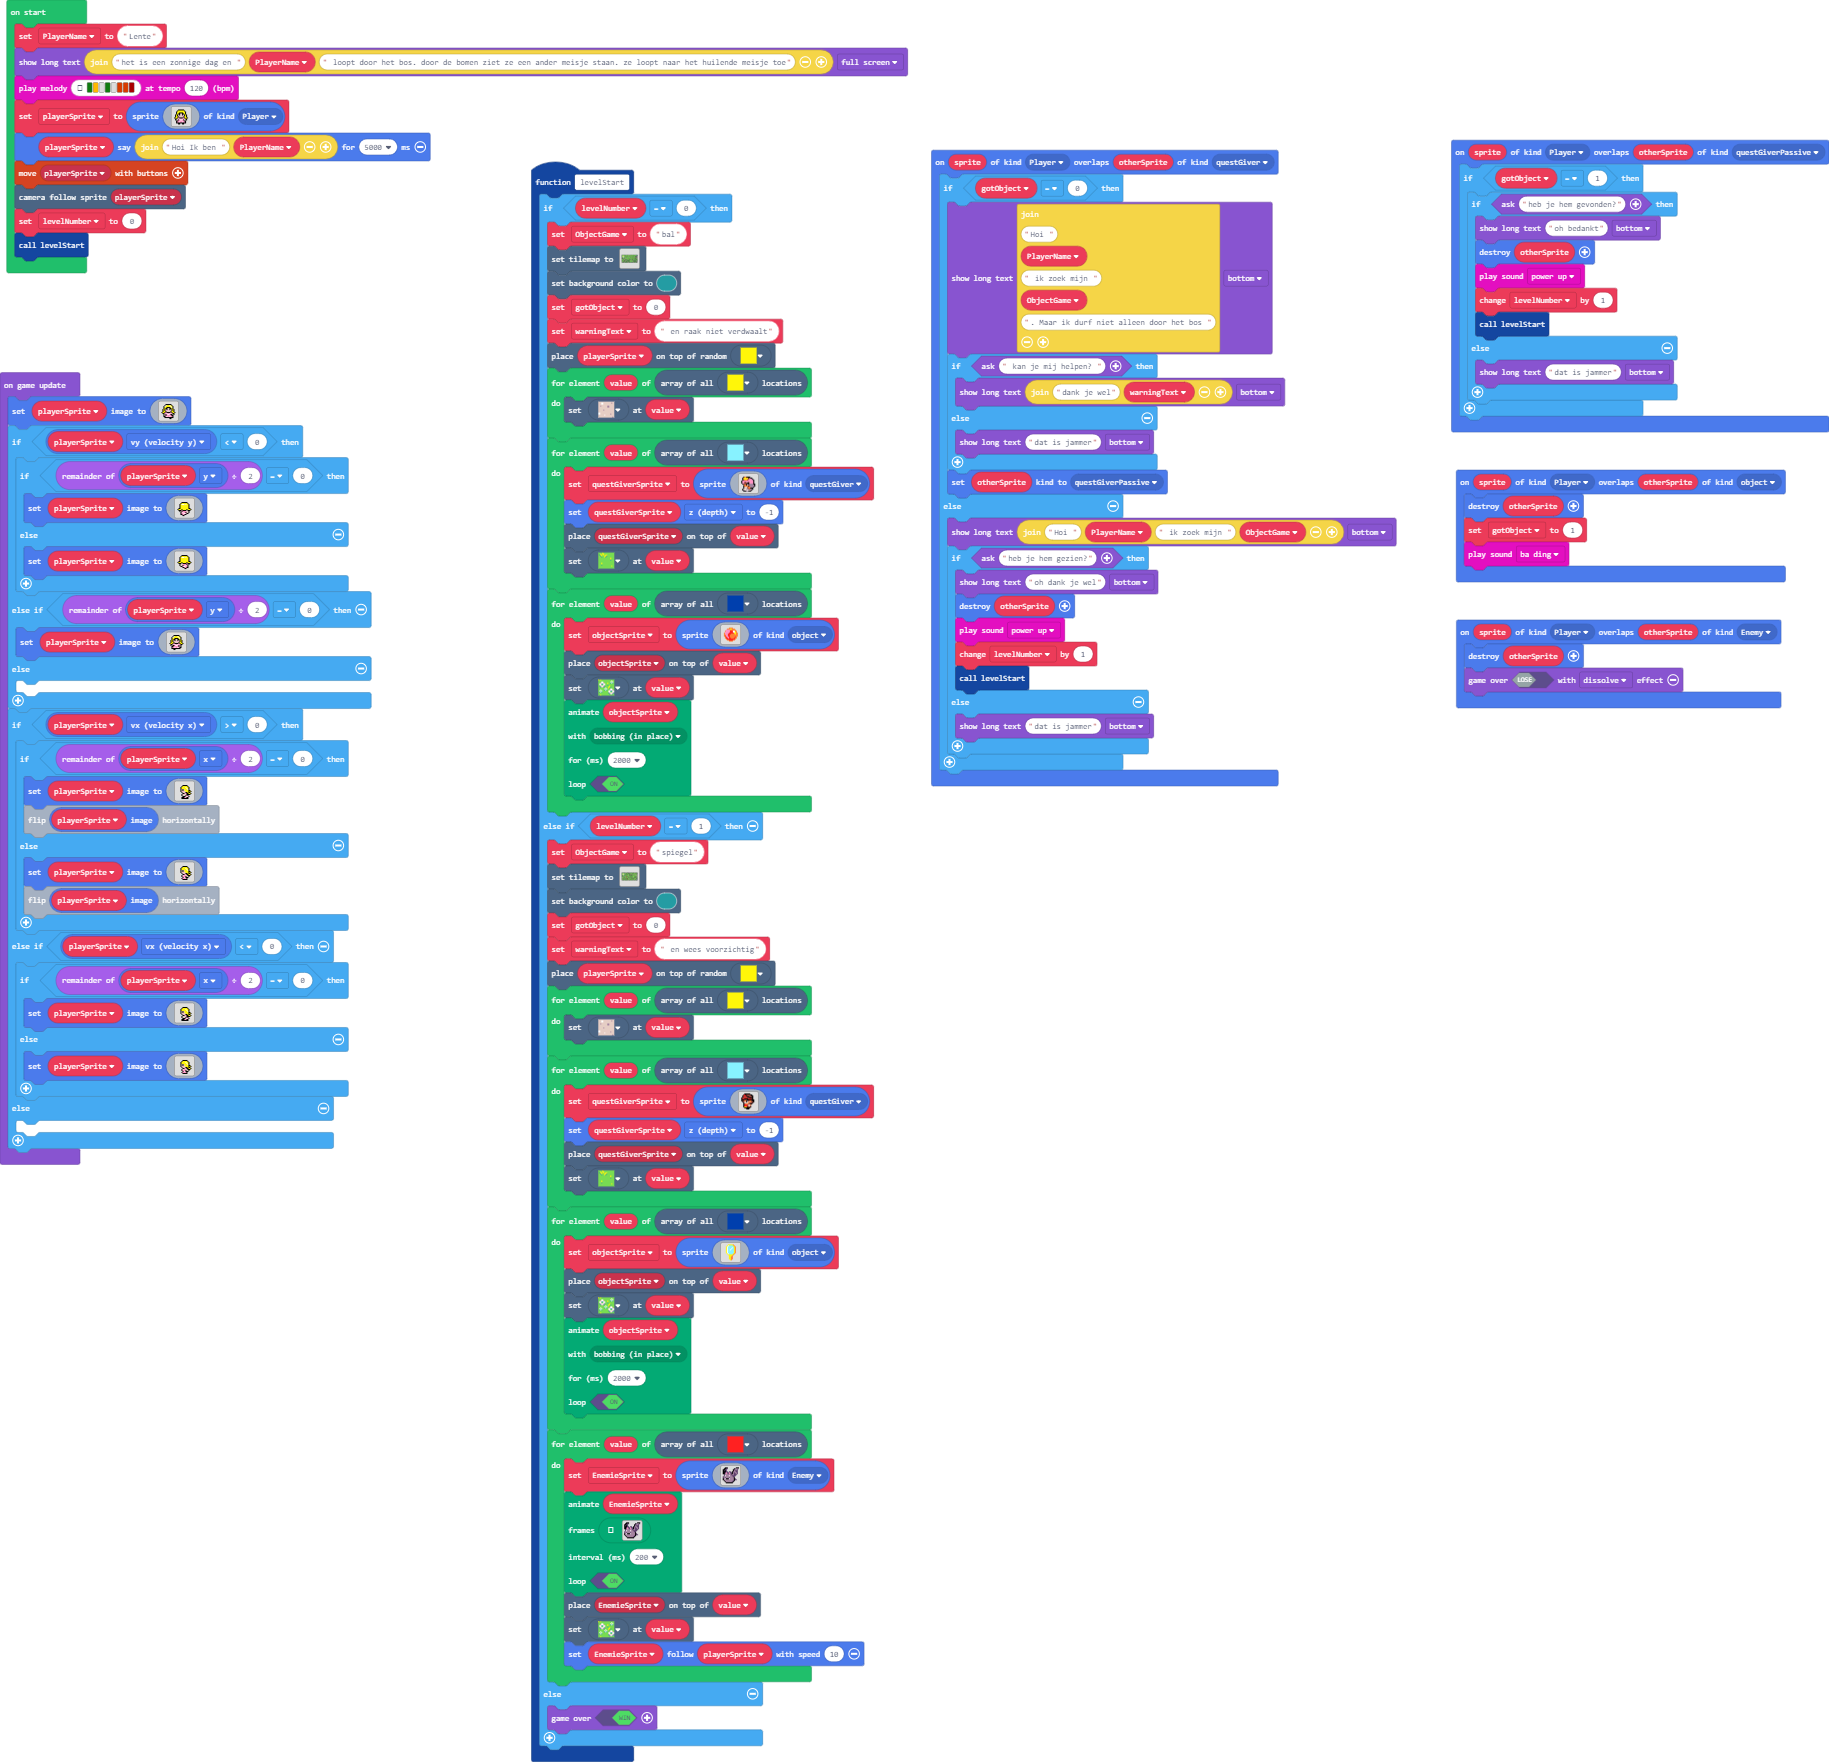 on start
set PlayerName to "Lente"
show long text join "het is een zonnige dag en " PlayerName " loopt door het bos. door de bomen ziet ze een ander meisje staan. ze loopt naar het huilende meisje toe" full screen
play melody at tempo 120 (bpm)
set playerSprite to sprite of kind Player
playerSprite say join "Hoi Ik ben " PlayerName for 5000 ms
move playerSprite with buttons
camera follow sprite playerSprite
set levelNumber to 0
call levelStart
on game update
set playerSprite image to
if playerSprite vy (velocity y) < 0 then
if remainder of playerSprite y ÷ 2 = 0 then
set playerSprite image to
else
set playerSprite image to
else if remainder of playerSprite y ÷ 2 = 0 then
set playerSprite image to
else
if playerSprite vx (velocity x) > 0 then
if remainder of playerSprite x ÷ 2 = 0 then
set playerSprite image to
flip playerSprite image horizontally
else
set playerSprite image to
flip playerSprite image horizontally
else if playerSprite vx (velocity x) < 0 then
if remainder of playerSprite x ÷ 2 = 0 then
set playerSprite image to
else
set playerSprite image to
else
function levelStart
if levelNumber = 0 then
set ObjectGame to "bal"
set tilemap to
set background color to
set gotObject to 0
set warningText to " en raak niet verdwaalt"
place playerSprite on top of random
for element value of array of all locations
do set at value
for element value of array of all locations
do set questGiverSprite to sprite of kind questGiver
set questGiverSprite z (depth) to -1
place questGiverSprite on top of value
set at value
for element value of array of all locations
do set objectSprite to sprite of kind object
place objectSprite on top of value
set at value
animate objectSprite
with bobbing (in place)
for (ms) 2000
loop ON
else if levelNumber = 1 then
set ObjectGame to "spiegel"
set tilemap to
set background color to
set gotObject to 0
set warningText to " en wees voorzichtig"
place playerSprite on top of random
for element value of array of all locations
do set at value
for element value of array of all locations
do set questGiverSprite to sprite of kind questGiver
set questGiverSprite z (depth) to -1
place questGiverSprite on top of value
set at value
for element value of array of all locations
do set objectSprite to sprite of kind object
place objectSprite on top of value
set at value
animate objectSprite
with bobbing (in place)
for (ms) 2000
loop ON
for element value of array of all locations
do set EnemieSprite to sprite of kind Enemy
animate EnemieSprite
frames
interval (ms) 200
loop ON
place EnemieSprite on top of value
set at value
set EnemieSprite follow playerSprite with speed 10
else
game over WIN
on sprite of kind Player overlaps otherSprite of kind questGiver
if gotObject = 0 then
join
"Hoi "
PlayerName
show long text " ik zoek mijn " bottom
ObjectGame
". Maar ik durf niet alleen door het bos "
if ask " kan je mij helpen? " then
show long text join "dank je wel" warningText bottom
else
show long text "dat is jammer" bottom
set otherSprite kind to questGiverPassive
else
show long text join "Hoi " PlayerName " ik zoek mijn " ObjectGame bottom
if ask "heb je hem gezien?" then
show long text "oh dank je wel" bottom
destroy otherSprite
play sound power up
change levelNumber by 1
call levelStart
else
show long text "dat is jammer" bottom
on sprite of kind Player overlaps otherSprite of kind questGiverPassive
if gotObject = 1 then
if ask "heb je hem gevonden?" then
show long text "oh bedankt" bottom
destroy otherSprite
play sound power up
change levelNumber by 1
call levelStart
else
show long text "dat is jammer" bottom
on sprite of kind Player overlaps otherSprite of kind object
destroy otherSprite
set gotObject to 1
play sound ba ding
on sprite of kind Player overlaps otherSprite of kind Enemy
destroy otherSprite
game over LOSE with dissolve effect